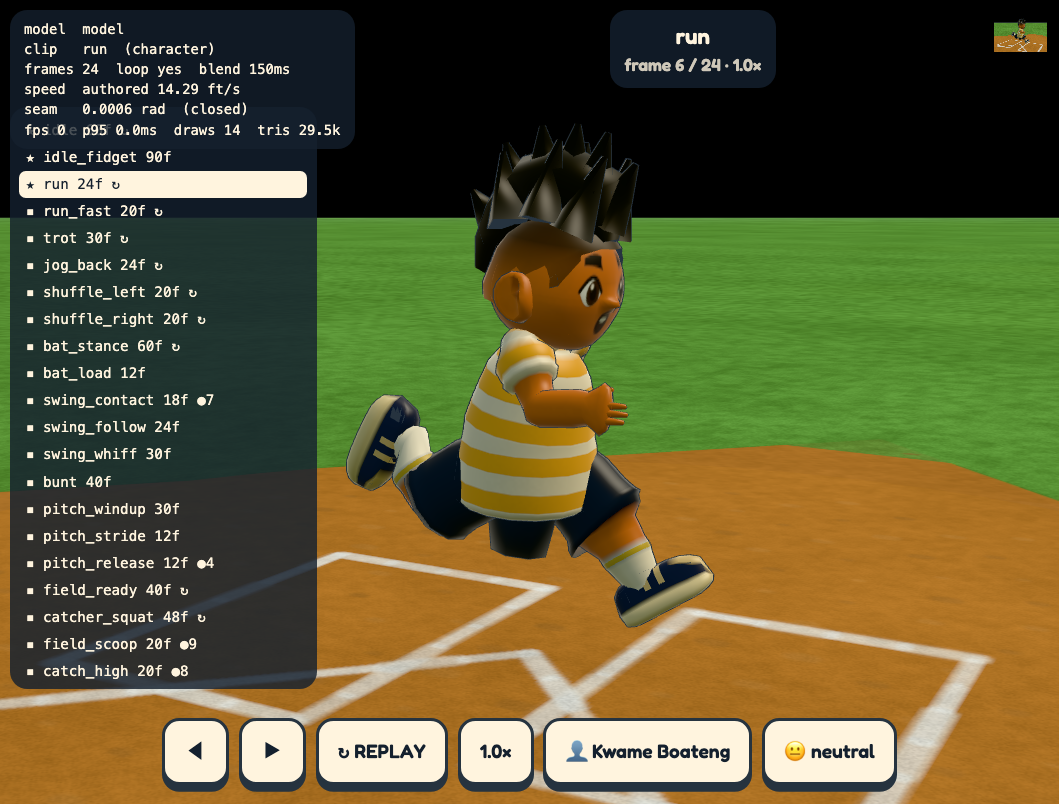 model model
clip run (character)
frames 24 loop yes blend 150ms
speed authored 14.29 ft/s
seam 0.0006 rad (closed)
fps 0 p95 0.0ms draws 14 tris 29.5k
★ idle_fidget 90f
★ run 24f ↻
▪ run_fast 20f ↻
▪ trot 30f ↻
▪ jog_back 24f ↻
▪ shuffle_left 20f ↻
▪ shuffle_right 20f ↻
▪ bat_stance 60f ↻
▪ bat_load 12f
▪ swing_contact 18f ●7
▪ swing_follow 24f
▪ swing_whiff 30f
▪ bunt 40f
▪ pitch_windup 30f
▪ pitch_stride 12f
▪ pitch_release 12f ●4
▪ field_ready 40f ↻
▪ catcher_squat 48f ↻
▪ field_scoop 20f ●9
▪ catch_high 20f ●8
run
frame 6 / 24 · 1.0×
◀ ▶ ↻ REPLAY 1.0× 👤 Kwame Boateng 😐 neutral